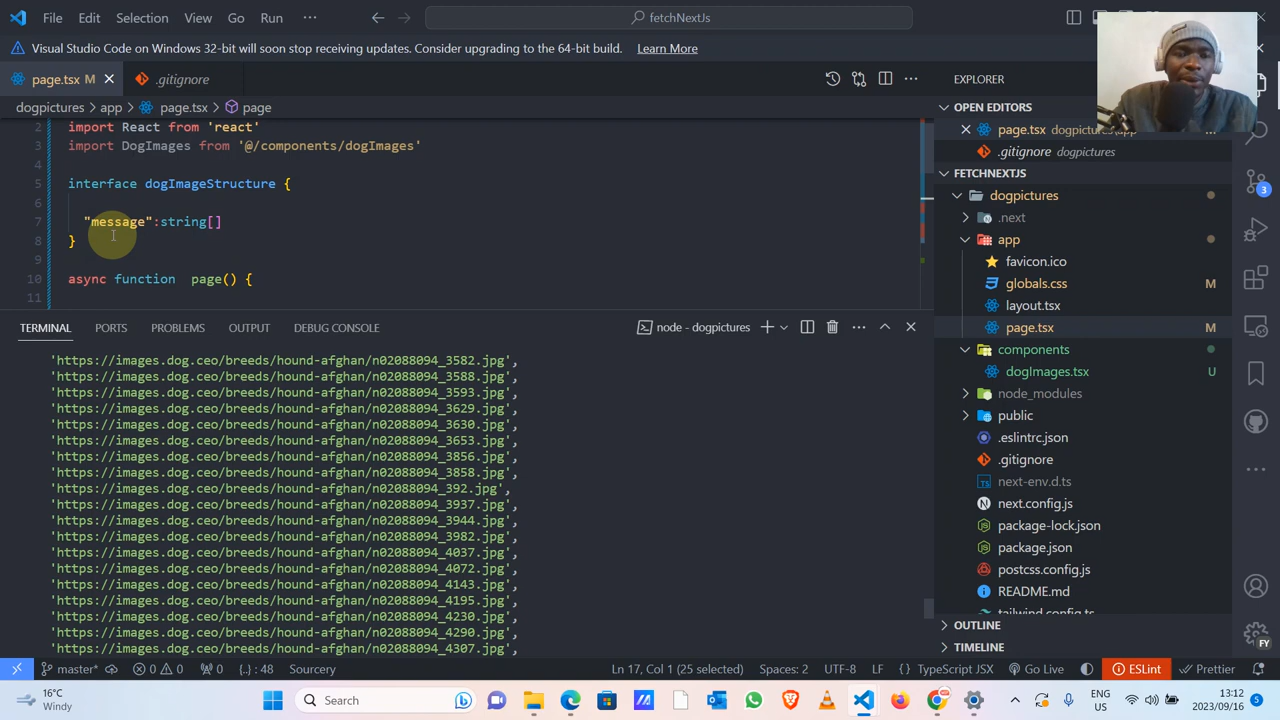 File Edit Selection View Go Run ··· fetchNextJs
Visual Studio Code on Windows 32-bit will soon stop receiving updates. Consider upgrading to the 64-bit build. Learn More
page.tsx M .gitignore
dogpictures > app > page.tsx > page
2 import React from 'react'
3 import DogImages from '@/components/dogImages'
4
5 interface dogImageStructure {
6
7 "message":string[]
8 }
9
10 async function page() {
11
TERMINAL PORTS PROBLEMS OUTPUT DEBUG CONSOLE node - dogpictures
'https://images.dog.ceo/breeds/hound-afghan/n02088094_3582.jpg',
'https://images.dog.ceo/breeds/hound-afghan/n02088094_3588.jpg',
'https://images.dog.ceo/breeds/hound-afghan/n02088094_3593.jpg',
'https://images.dog.ceo/breeds/hound-afghan/n02088094_3629.jpg',
'https://images.dog.ceo/breeds/hound-afghan/n02088094_3630.jpg',
'https://images.dog.ceo/breeds/hound-afghan/n02088094_3653.jpg',
'https://images.dog.ceo/breeds/hound-afghan/n02088094_3856.jpg',
'https://images.dog.ceo/breeds/hound-afghan/n02088094_3858.jpg',
'https://images.dog.ceo/breeds/hound-afghan/n02088094_392.jpg',
'https://images.dog.ceo/breeds/hound-afghan/n02088094_3937.jpg',
'https://images.dog.ceo/breeds/hound-afghan/n02088094_3944.jpg',
'https://images.dog.ceo/breeds/hound-afghan/n02088094_3982.jpg',
'https://images.dog.ceo/breeds/hound-afghan/n02088094_4037.jpg',
'https://images.dog.ceo/breeds/hound-afghan/n02088094_4072.jpg',
'https://images.dog.ceo/breeds/hound-afghan/n02088094_4143.jpg',
'https://images.dog.ceo/breeds/hound-afghan/n02088094_4195.jpg',
'https://images.dog.ceo/breeds/hound-afghan/n02088094_4230.jpg',
'https://images.dog.ceo/breeds/hound-afghan/n02088094_4290.jpg',
'https://images.dog.ceo/breeds/hound-afghan/n02088094_4307.jpg',
EXPLORER
OPEN EDITORS
page.tsx dogpictures\app
.gitignore dogpictures
FETCHNEXTJS
dogpictures
.next
app
favicon.ico
globals.css M
layout.tsx
page.tsx M
components
dogImages.tsx U
node_modules
public
.eslintrc.json
.gitignore
next-env.d.ts
next.config.js
package-lock.json
package.json
postcss.config.js
README.md
tailwind.config.ts
OUTLINE
TIMELINE
3
FY
master* 0 0 0 {.} : 48 Sourcery Ln 17, Col 1 (25 selected) Spaces: 2 UTF-8 LF {} TypeScript JSX Go Live ESLint Prettier
16°C
Windy
Search
ENG
US
13:12
2023/09/16
5